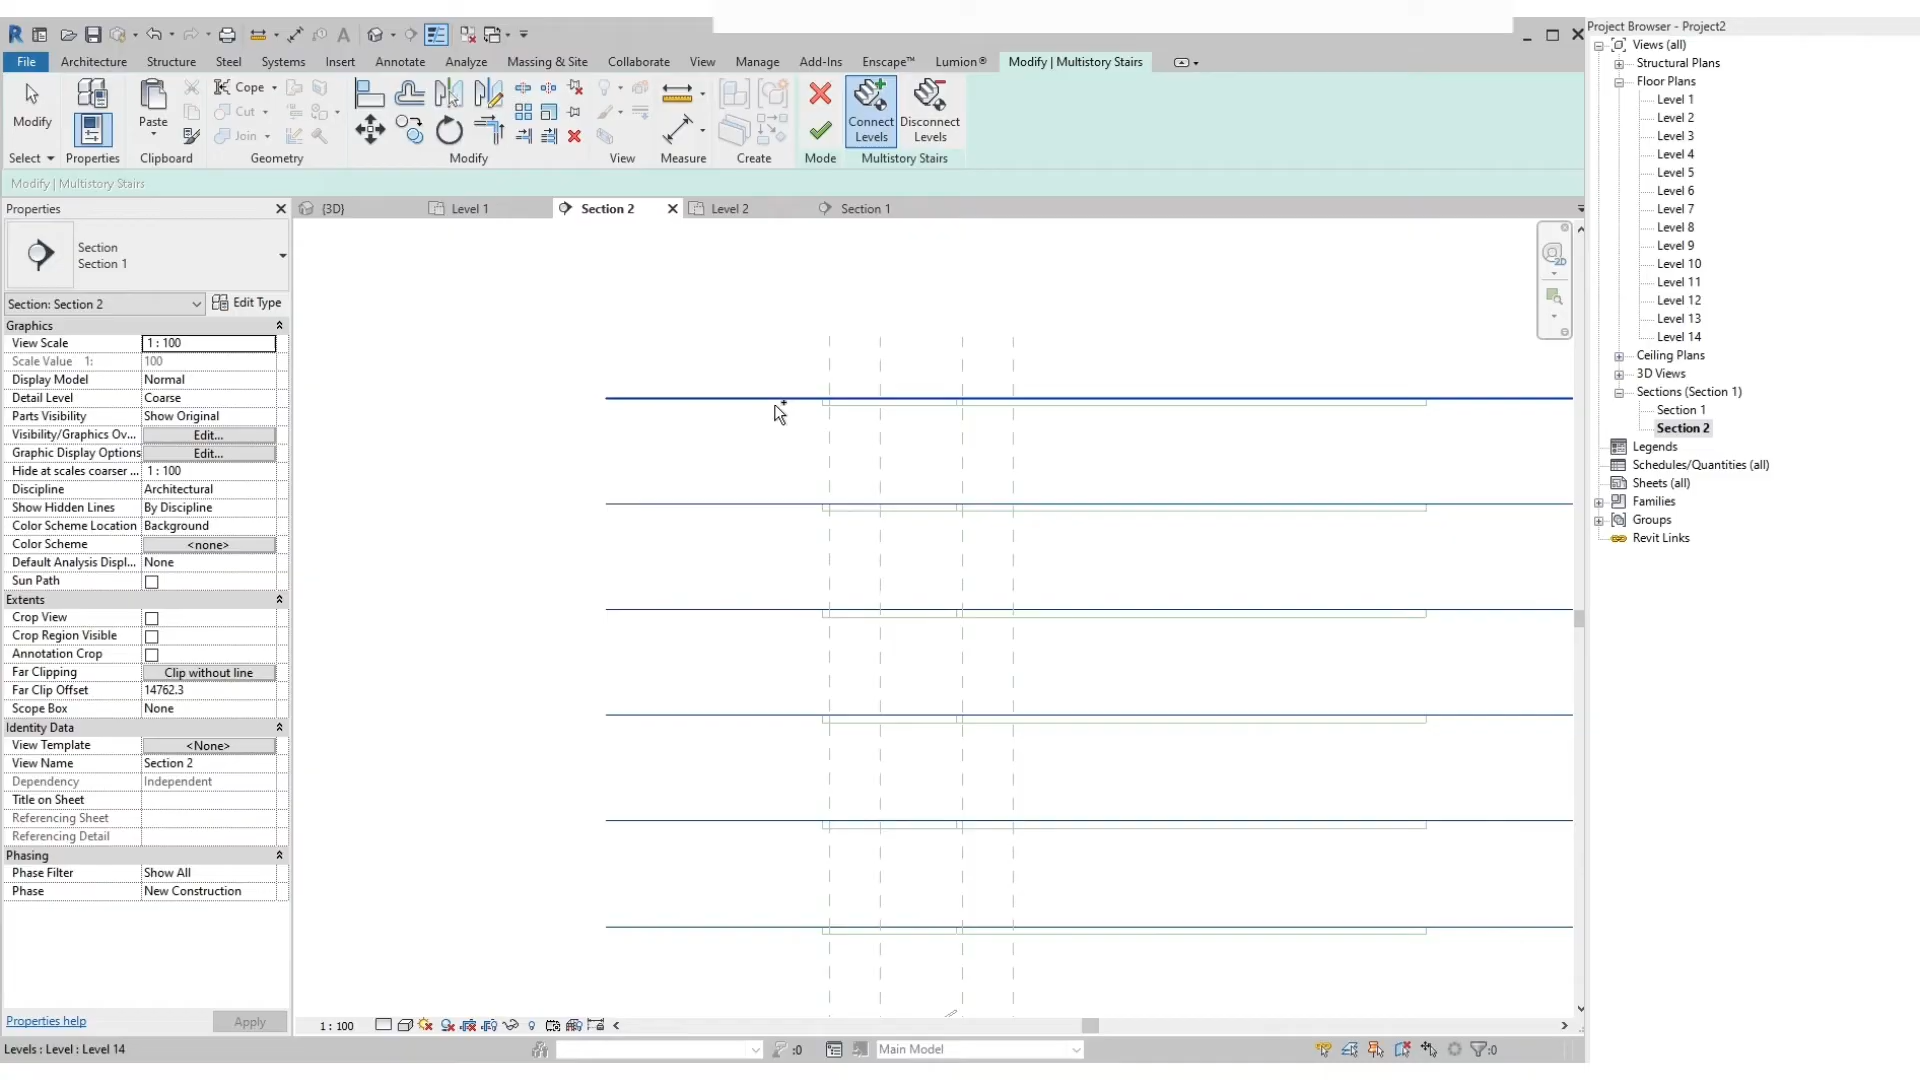 Project Browser - Project2
File Architecture Structure Steel Systems Insert Annotate Analyze Massing & Site Collaborate View Manage Add-Ins Enscape™ Lumion® Modify | Multistory Stairs
Modify
Paste
Cope
Cut
Join
Connect Levels
Disconnect Levels
Select Properties Clipboard Geometry Modify View Measure Create Mode Multistory Stairs
Modify | Multistory Stairs
Properties
{3D}
Level 1
Section 2
Level 2
Section 1
Section
Section 1
Section: Section 2
Edit Type
Graphics
View Scale 1 : 100
Scale Value 1: 100
Display Model Normal
Detail Level Coarse
Parts Visibility Show Original
Visibility/Graphics Ov... Edit...
Graphic Display Options Edit...
Hide at scales coarser ... 1 : 100
Discipline Architectural
Show Hidden Lines By Discipline
Color Scheme Location Background
Color Scheme <none>
Default Analysis Displ... None
Sun Path
Extents
Crop View
Crop Region Visible
Annotation Crop
Far Clipping Clip without line
Far Clip Offset 14762.3
Scope Box None
Identity Data
View Template <None>
View Name Section 2
Dependency Independent
Title on Sheet
Referencing Sheet
Referencing Detail
Phasing
Phase Filter Show All
Phase New Construction
Properties help
Apply
2D
Views (all)
Structural Plans
Floor Plans
Level 1
Level 2
Level 3
Level 4
Level 5
Level 6
Level 7
Level 8
Level 9
Level 10
Level 11
Level 12
Level 13
Level 14
Ceiling Plans
3D Views
Sections (Section 1)
Section 1
Section 2
Legends
Schedules/Quantities (all)
Sheets (all)
Families
Groups
Revit Links
1 : 100
Levels : Level : Level 14
:0
Main Model
:0